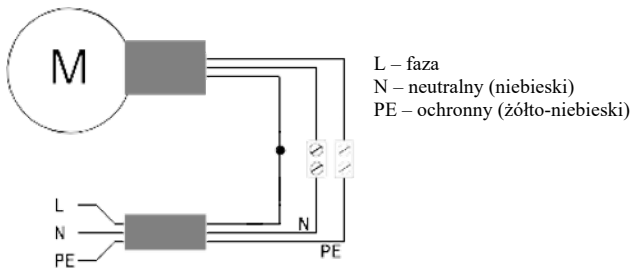 M
L – faza
N – neutralny (niebieski)
PE – ochronny (żółto-niebieski)
L
N
N
PE
PE